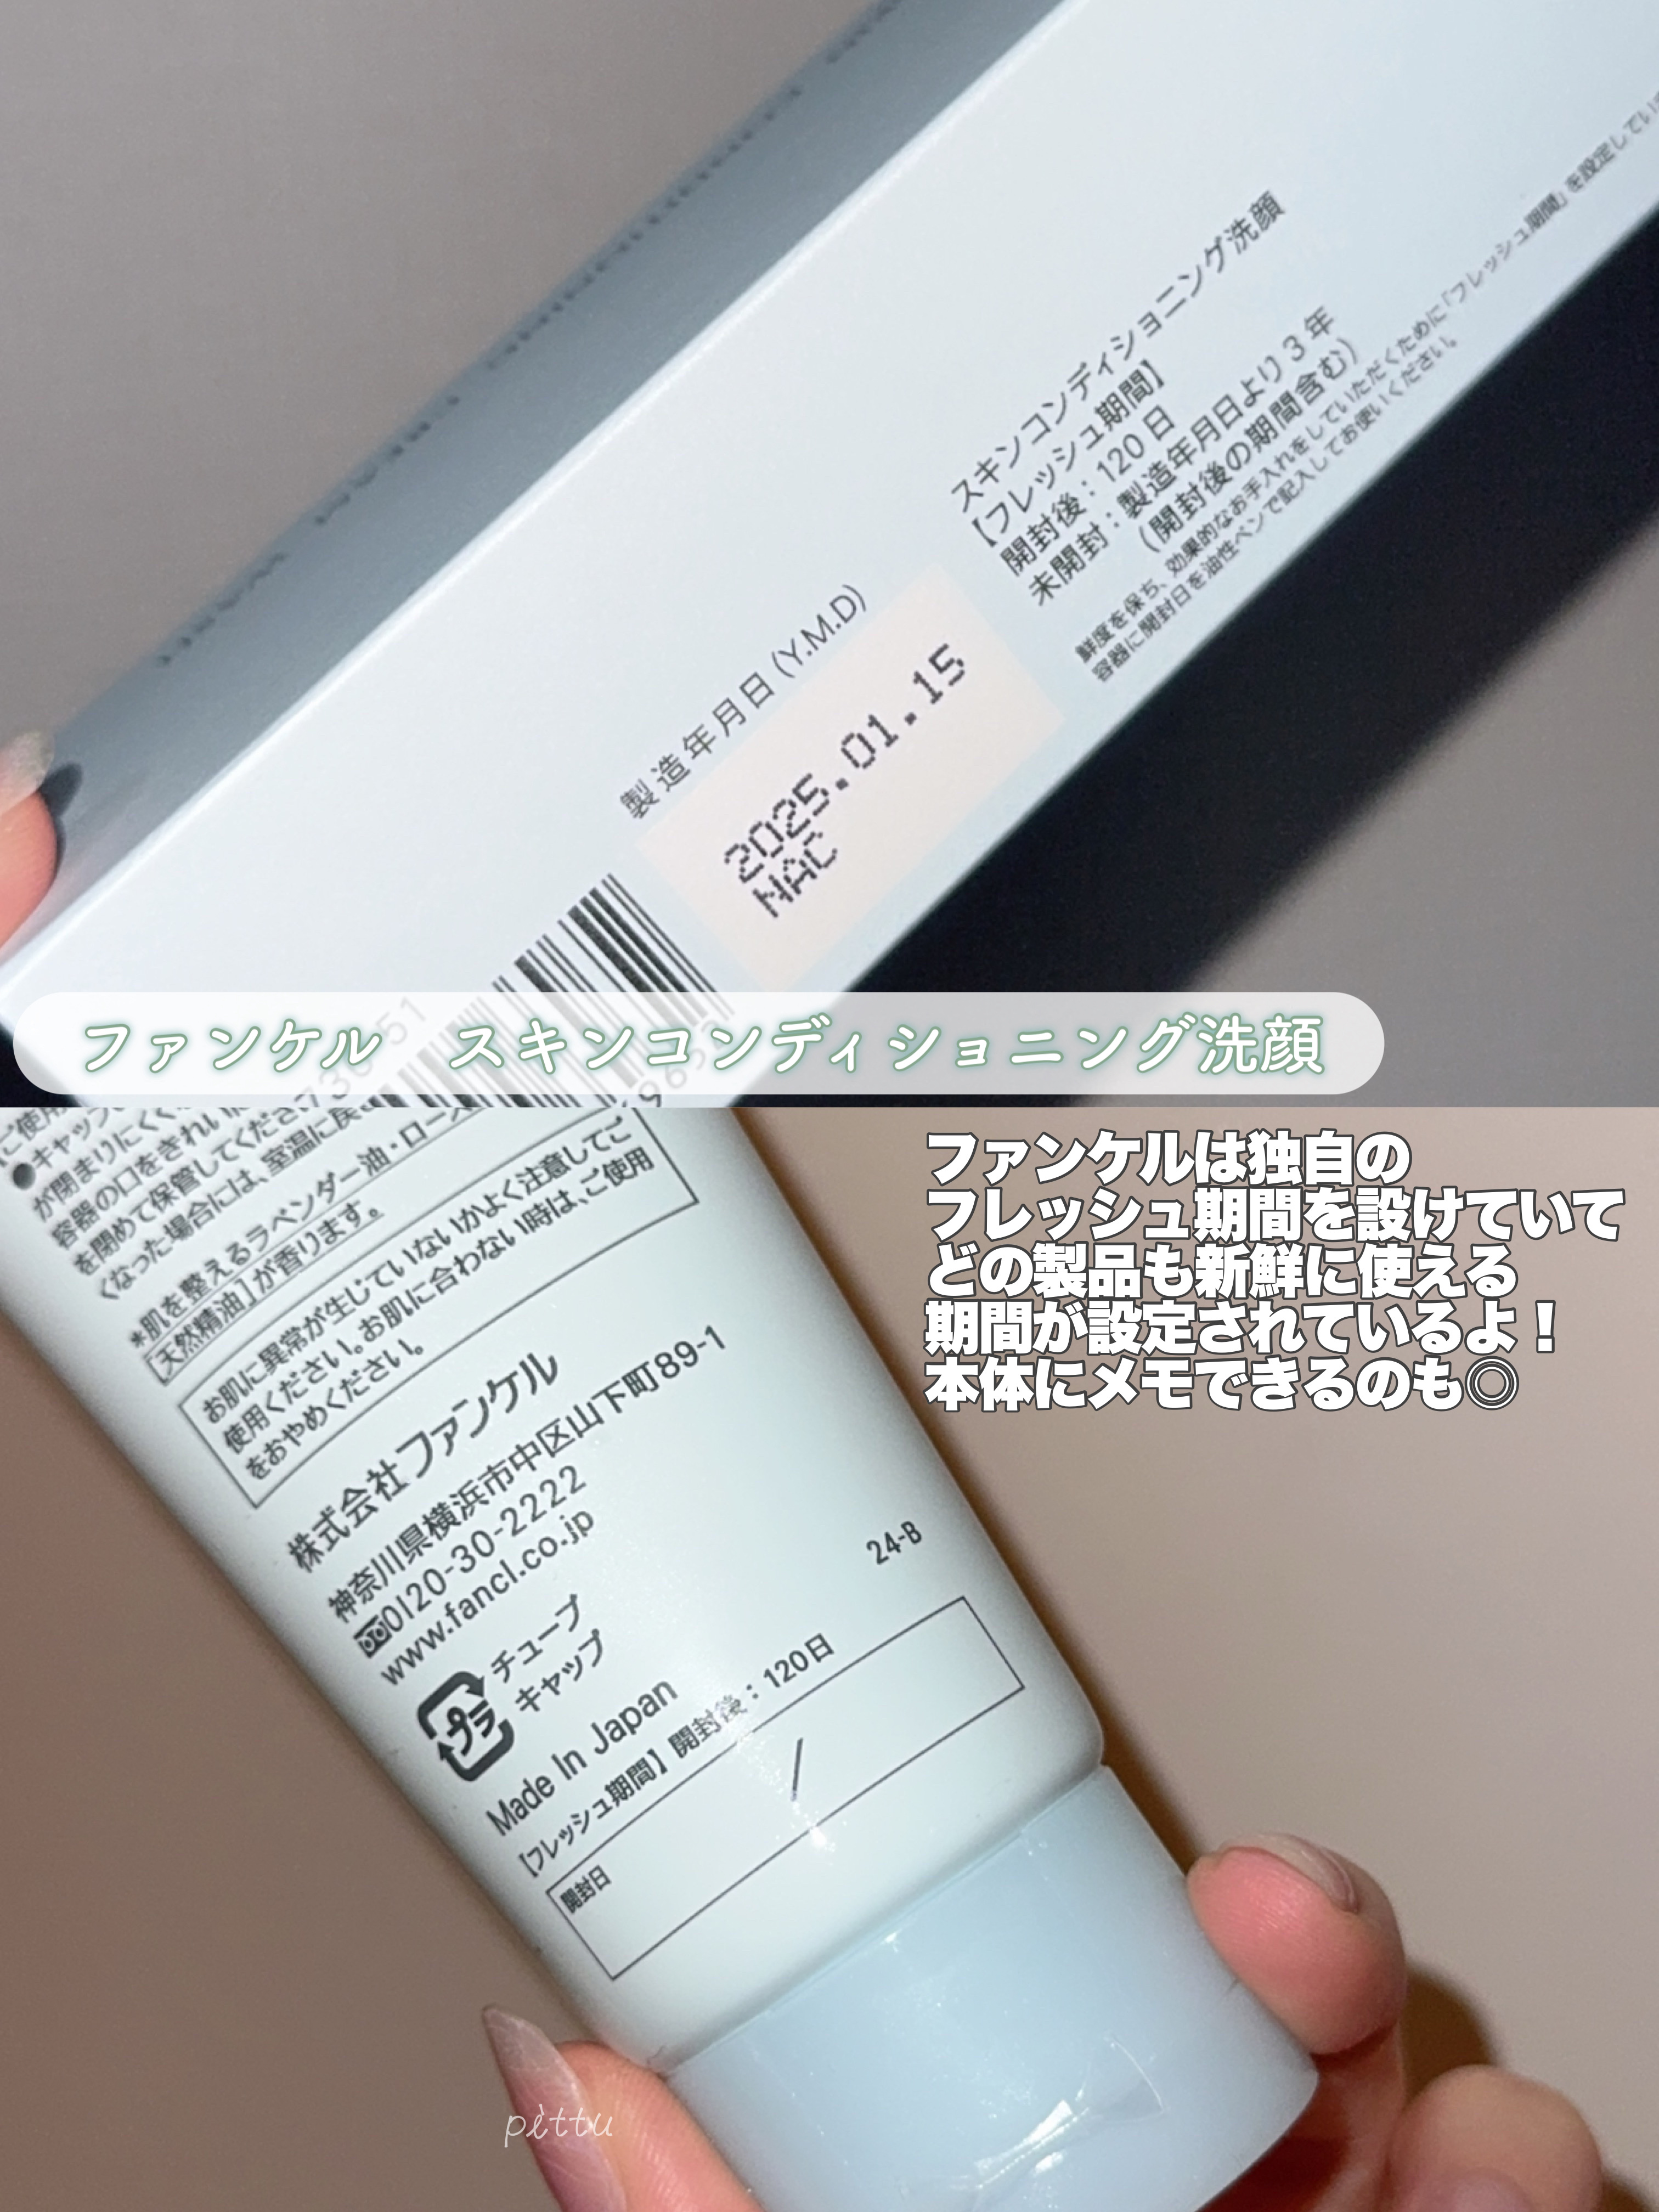 スキンコンディショニング洗顔
【フレッシュ期間】
開封後：120日
未開封：製造年月日より3年
（開封後の期間含む）
鮮度を保ち、効果的なお手入れをしていただくために「フレッシュ期間」を設定してい
容器に開封日を油性ペンで記入してお使いください。
製造年月日 (Y.M.D)
2025.01.15
NAC
ファンケル　スキンコンディショニング洗顔
ファンケルは独自の
フレッシュ期間を設けていて
どの製品も新鮮に使える
期間が設定されているよ！
本体にメモできるのも◎
ご使用
●キャップ
が閉まりにくく
容器の口をきれい
を閉めて保管してくださ
くなった場合には、室温に戻
*肌を整えるラベンダー油・ローズ
[天然精油]が香ります。
お肌に異常が生じていないかよく注意してご
使用ください。お肌に合わない時は、ご使用
をおやめください。
株式会社ファンケル
神奈川県横浜市中区山下町89-1
0120-30-2222
www.fancl.co.jp
プラ
チューブ
キャップ
24-B
Made In Japan
【フレッシュ期間】開封後：120日
開封日
/
pittu